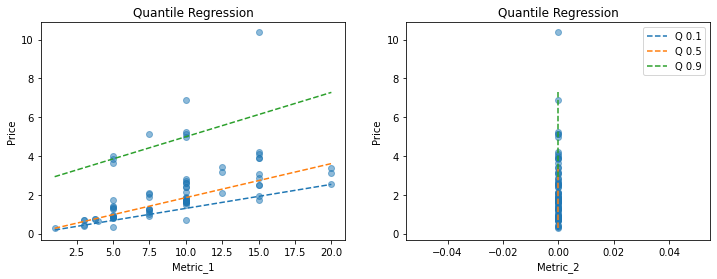 Quantile Regression
Price
10
8
6
4
2
0
2.5 5.0 7.5 10.0 12.5 15.0 17.5 20.0
Metric_1
Quantile Regression
Price
10
8
6
4
2
0
Q 0.1
Q 0.5
Q 0.9
−0.04 −0.02 0.00 0.02 0.04
Metric_2